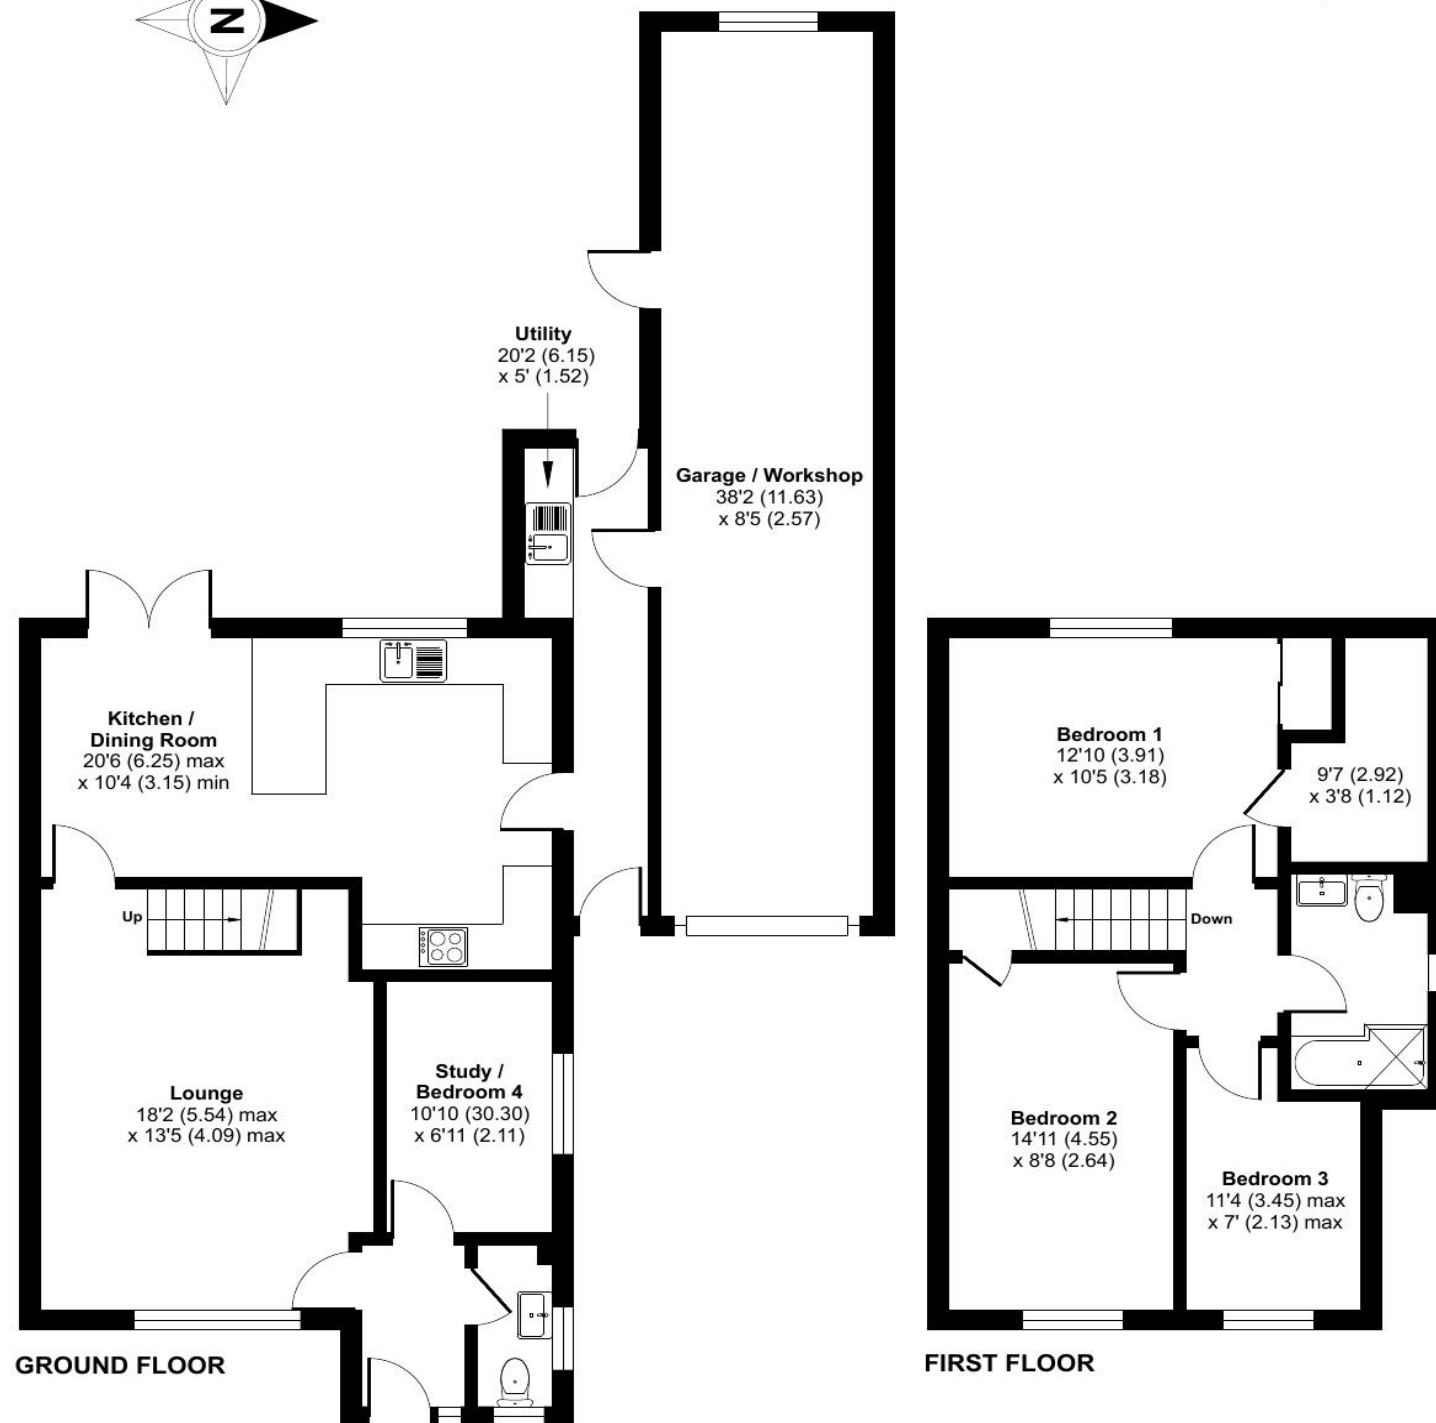 N
Utility
20'2 (6.15)
x 5' (1.52)
Garage / Workshop
38'2 (11.63)
x 8'5 (2.57)
Kitchen /
Dining Room
20'6 (6.25) max
x 10'4 (3.15) min
Up
Lounge
18'2 (5.54) max
x 13'5 (4.09) max
Study /
Bedroom 4
10'10 (30.30)
x 6'11 (2.11)
GROUND FLOOR
Bedroom 1
12'10 (3.91)
x 10'5 (3.18)
9'7 (2.92)
x 3'8 (1.12)
Down
Bedroom 2
14'11 (4.55)
x 8'8 (2.64)
Bedroom 3
11'4 (3.45) max
x 7' (2.13) max
FIRST FLOOR